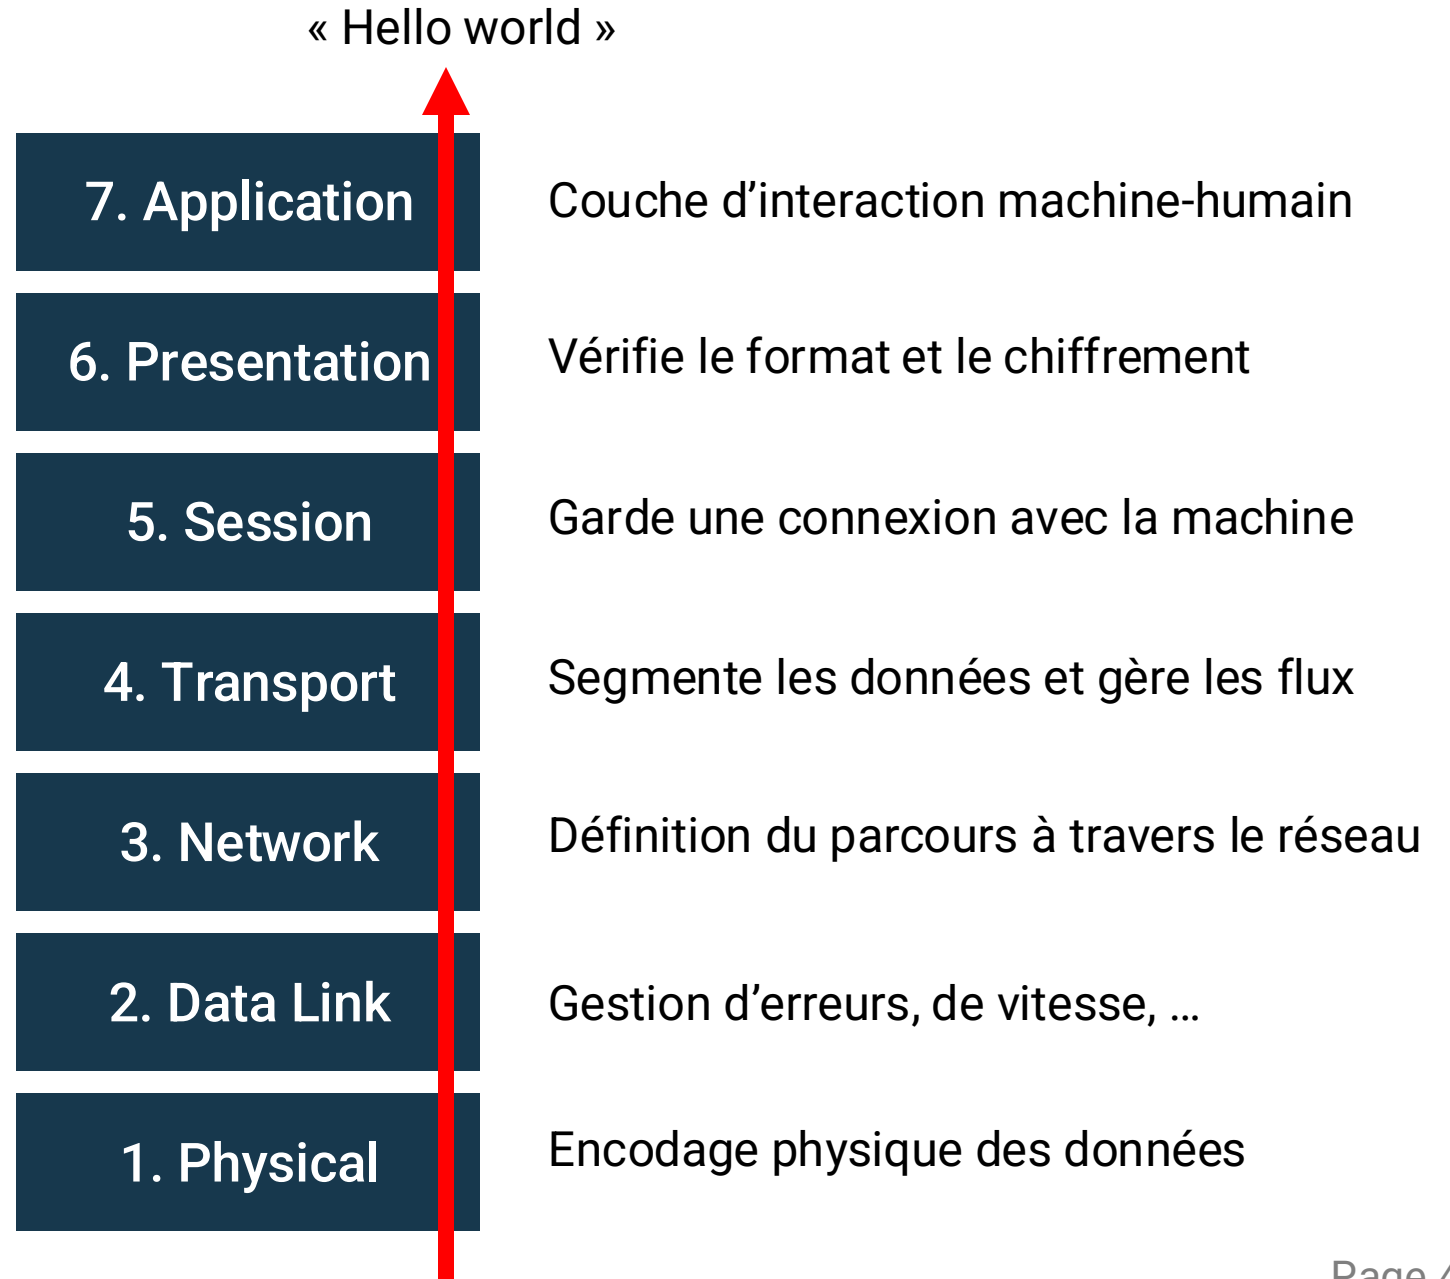 « Hello world »
7. Application
Couche d’interaction machine-humain
6. Presentation
Vérifie le format et le chiffrement
5. Session
Garde une connexion avec la machine
4. Transport
Segmente les données et gère les flux
3. Network
Définition du parcours à travers le réseau
2. Data Link
Gestion d’erreurs, de vitesse, ...
1. Physical
Encodage physique des données
Page